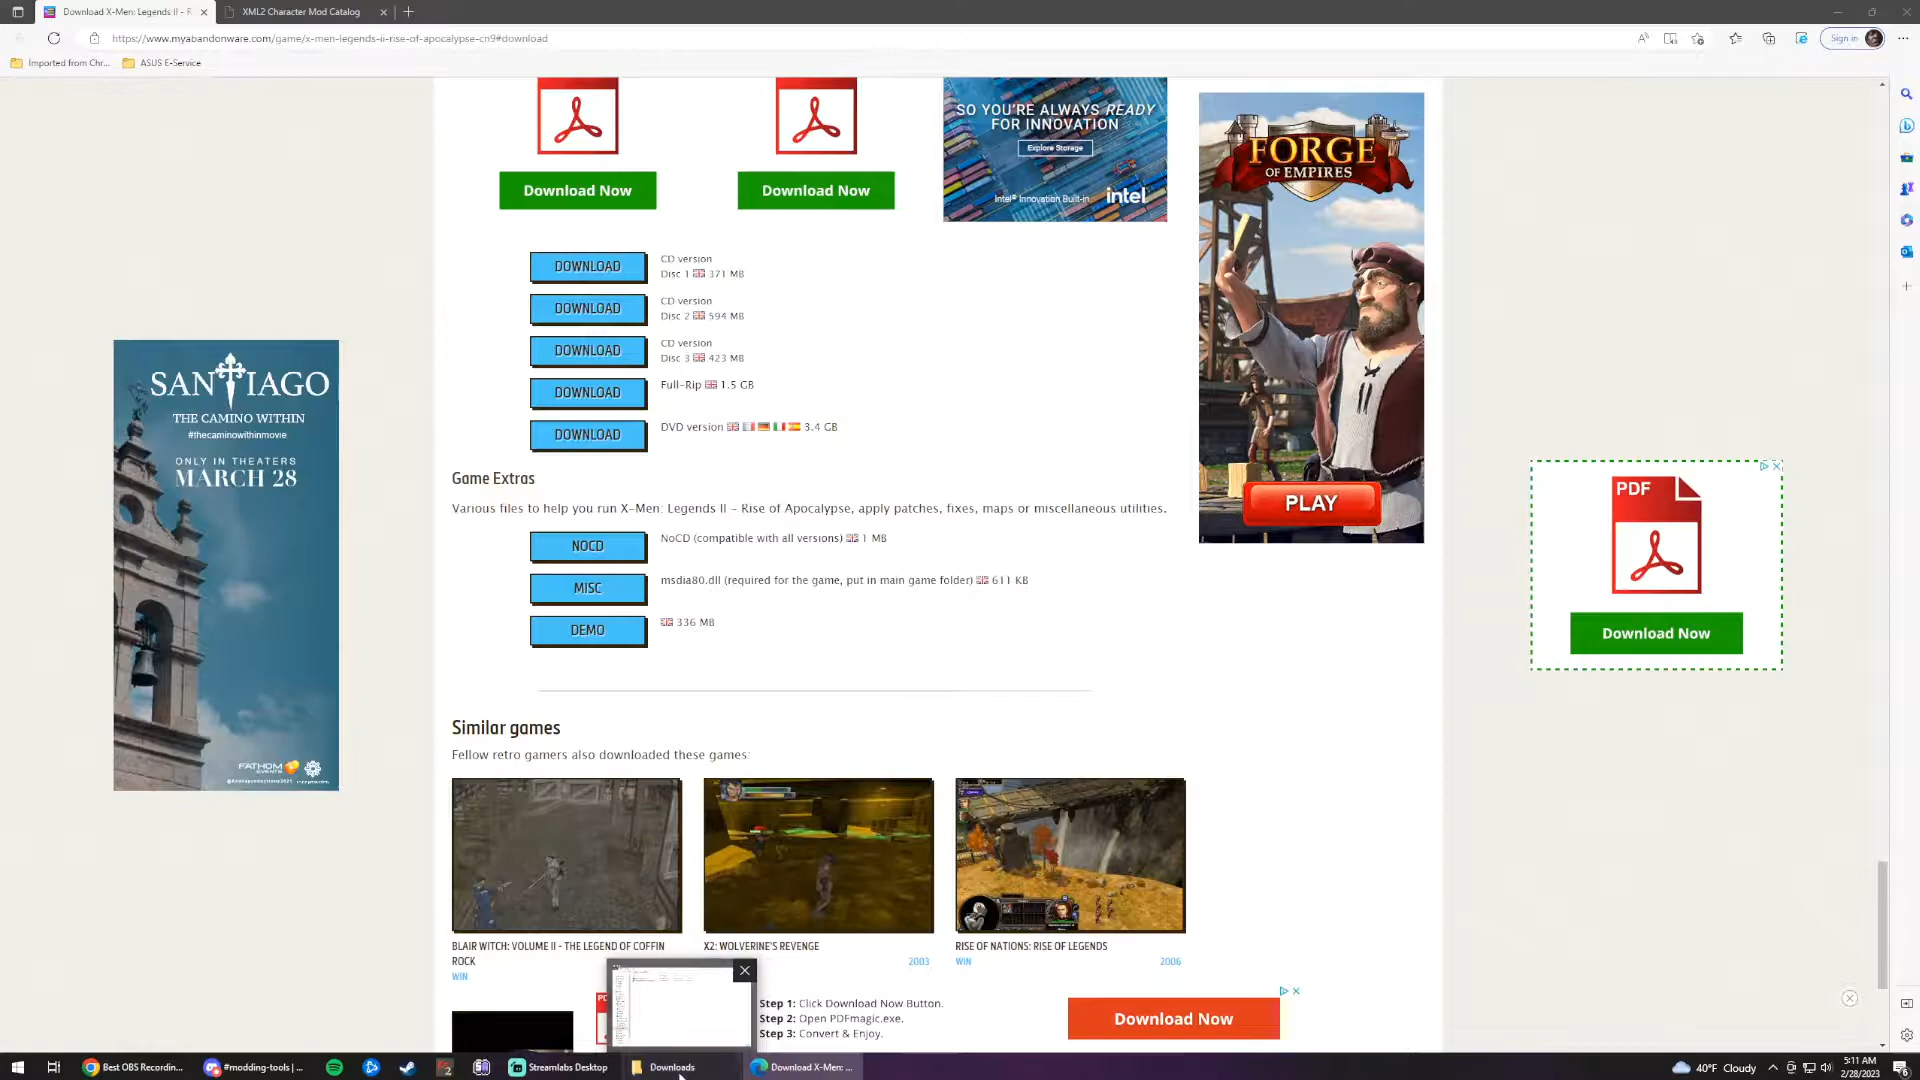 Download X-Men: Legends II - R
XML2 Character Mod Catalog
https://www.myabandonware.com/game/x-men-legends-ii-rise-of-apocalypse-cn9#download
Sign in
Imported from Chr...
ASUS E-Service
Download Now
Download Now
SO YOU'RE ALWAYS READY
FOR INNOVATION
Explore Storage
Intel® Innovation Built-in
intel
FORGE
OF EMPIRES
PLAY
DOWNLOAD
CD version
Disc 1 371 MB
DOWNLOAD
CD version
Disc 2 594 MB
DOWNLOAD
CD version
Disc 3 423 MB
DOWNLOAD
Full-Rip 1.5 GB
DOWNLOAD
DVD version 3.4 GB
SANTIAGO
THE CAMINO WITHIN
#thecaminowithinmovie
ONLY IN THEATERS
MARCH 28
FATHOM
EVENTS
Game Extras
Various files to help you run X-Men: Legends II - Rise of Apocalypse, apply patches, fixes, maps or miscellaneous utilities.
NOCD
NoCD (compatible with all versions) 1 MB
MISC
msdia80.dll (required for the game, put in main game folder) 611 KB
DEMO
336 MB
PDF
Download Now
Similar games
Fellow retro gamers also downloaded these games:
BLAIR WITCH: VOLUME II - THE LEGEND OF COFFIN
ROCK
WIN
X2: WOLVERINE'S REVENGE
2003
RISE OF NATIONS: RISE OF LEGENDS
WIN
2006
Step 1: Click Download Now Button.
Step 2: Open PDFmagic.exe.
Step 3: Convert & Enjoy.
Download Now
Best OBS Recordin...
#modding-tools | ...
Streamlabs Desktop
Downloads
Download X-Men: ...
40°F Cloudy
5:11 AM
2/28/2023